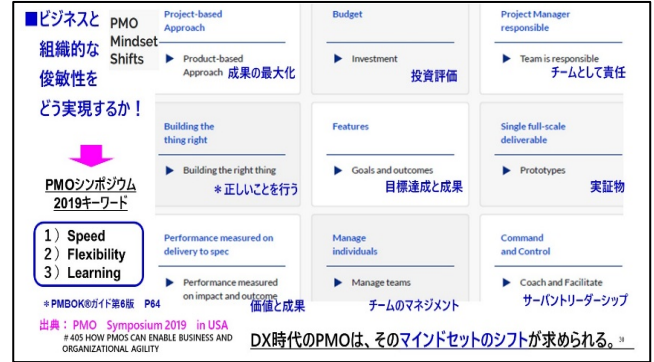 ■ビジネスと
組織的な
俊敏性を
どう実現するか！
PMO
Mindset
Shifts
PMOシンポジウム
2019キーワード
1）Speed
2）Flexibility
3）Learning
＊PMBOK®ガイド第6版 P64
Project-based
Approach
▶ Product-based
Approach 成果の最大化
Budget
▶ Investment
投資評価
Project Manager
responsible
▶ Team is responsible
チームとして責任
Building the
thing right
▶ Building the right thing
＊正しいことを行う
Features
▶ Goals and outcomes
目標達成と成果
Single full-scale
deliverable
▶ Prototypes
実証物
Performance measured on
delivery to spec
▶ Performance measured
on impact and outcome
価値と成果
Manage
individuals
▶ Manage teams
チームのマネジメント
Command
and Control
▶ Coach and Facilitate
サーバントリーダーシップ
出典：PMO Symposium 2019 in USA
＃405 HOW PMOS CAN ENABLE BUSINESS AND
ORGANIZATIONAL AGILITY
DX時代のPMOは、そのマインドセットのシフトが求められる。